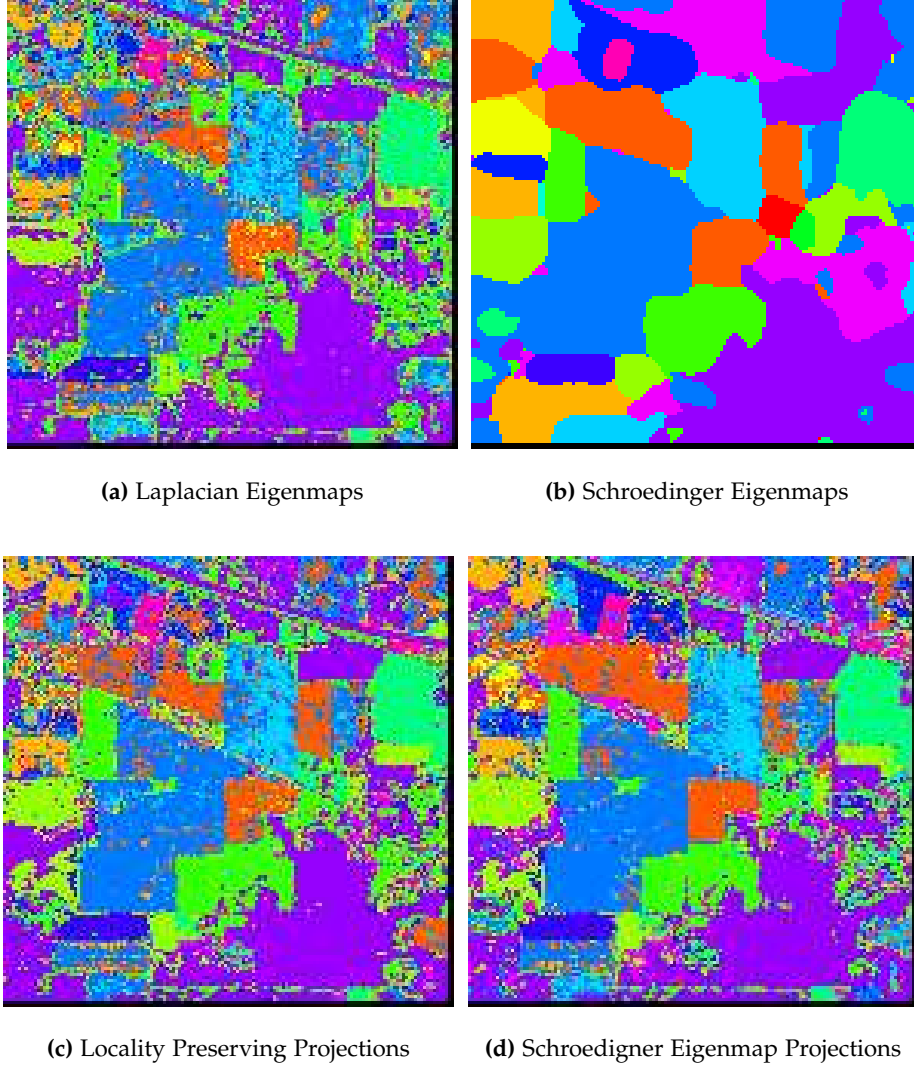 (a) Laplacian Eigenmaps
(b) Schroedinger Eigenmaps
(c) Locality Preserving Projections
(d) Schroedigner Eigenmap Projections